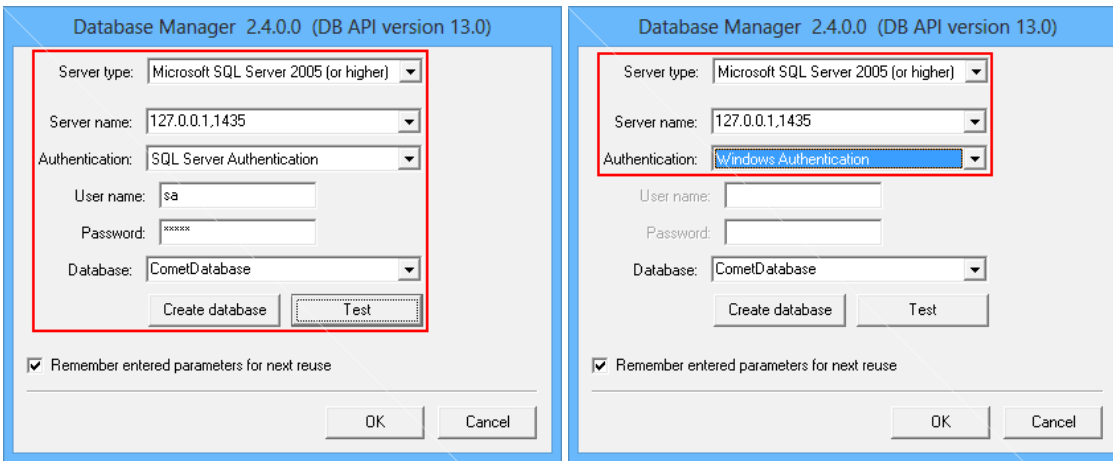 Database Manager 2.4.0.0 (DB API version 13.0)
Server type: Microsoft SQL Server 2005 (or higher)
Server name: 127.0.0.1,1435
Authentication: SQL Server Authentication
User name: sa
Password: xxxxx
Database: CometDatabase
Create database Test
Remember entered parameters for next reuse
OK Cancel
Database Manager 2.4.0.0 (DB API version 13.0)
Server type: Microsoft SQL Server 2005 (or higher)
Server name: 127.0.0.1,1435
Authentication: Windows Authentication
User name:
Password:
Database: CometDatabase
Create database Test
Remember entered parameters for next reuse
OK Cancel